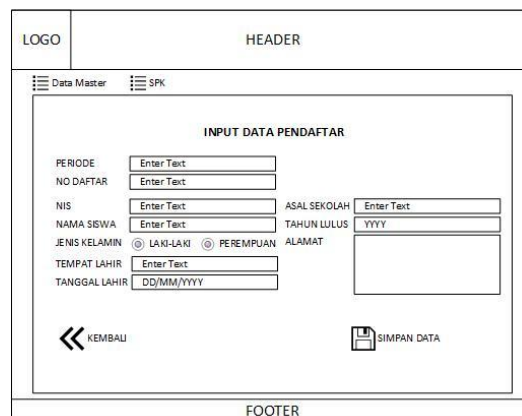 LOGO HEADER
Data Master SPK
INPUT DATA PENDAFTAR
PERIODE Enter Text
NO DAFTAR Enter Text
NIS Enter Text ASAL SEKOLAH Enter Text
NAMA SISWA Enter Text TAHUN LULUS YYYY
JENIS KELAMIN LAKI-LAKI PEREMPUAN ALAMAT
TEMPAT LAHIR Enter Text
TANGGAL LAHIR DD/MM/YYYY
KEMBALI SIMPAN DATA
FOOTER